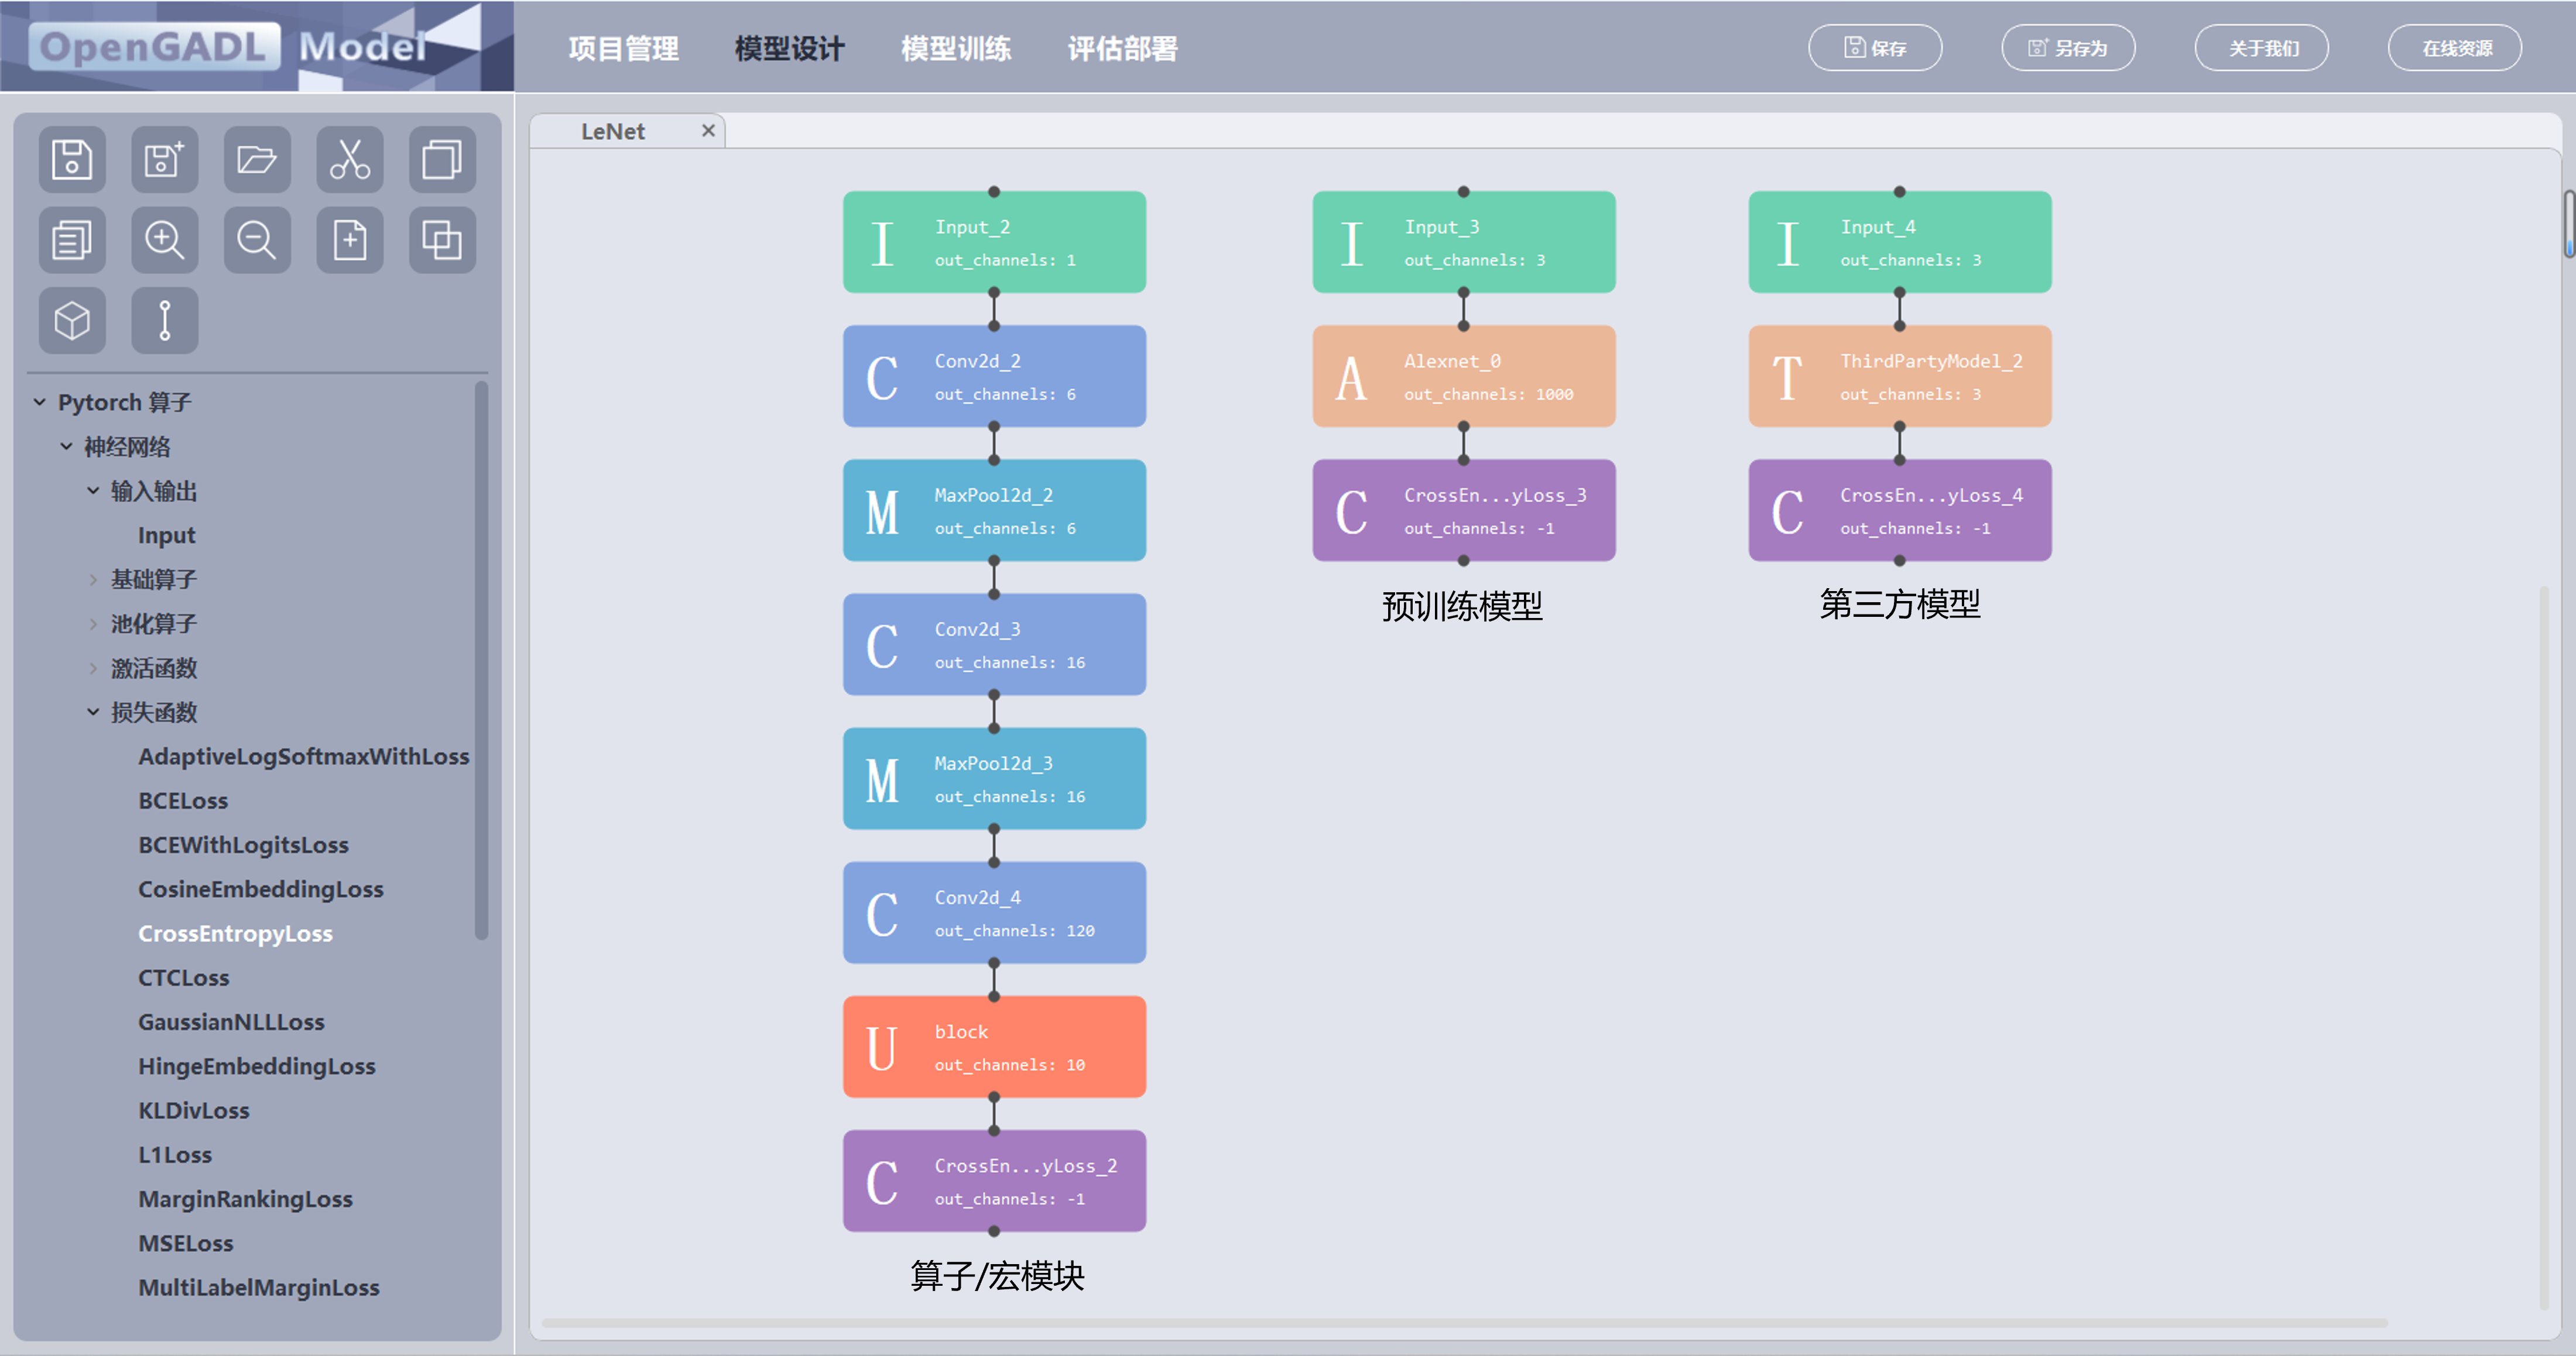 OpenGADL Model
项目管理 模型设计 模型训练 评估部署
保存 另存为 关于我们 在线资源
Pytorch 算子
神经网络
输入输出
Input
基础算子
池化算子
激活函数
损失函数
AdaptiveLogSoftmaxWithLoss
BCELoss
BCEWithLogitsLoss
CosineEmbeddingLoss
CrossEntropyLoss
CTCLoss
GaussianNLLLoss
HingeEmbeddingLoss
KLDivLoss
L1Loss
MarginRankingLoss
MSELoss
MultiLabelMarginLoss
LeNet ×
I
Input_2
out_channels: 1
C
Conv2d_2
out_channels: 6
M
MaxPool2d_2
out_channels: 6
C
Conv2d_3
out_channels: 16
M
MaxPool2d_3
out_channels: 16
C
Conv2d_4
out_channels: 120
U
block
out_channels: 10
C
CrossEn...yLoss_2
out_channels: -1
算子/宏模块
I
Input_3
out_channels: 3
A
Alexnet_0
out_channels: 1000
C
CrossEn...yLoss_3
out_channels: -1
预训练模型
I
Input_4
out_channels: 3
T
ThirdPartyModel_2
out_channels: 3
C
CrossEn...yLoss_4
out_channels: -1
第三方模型